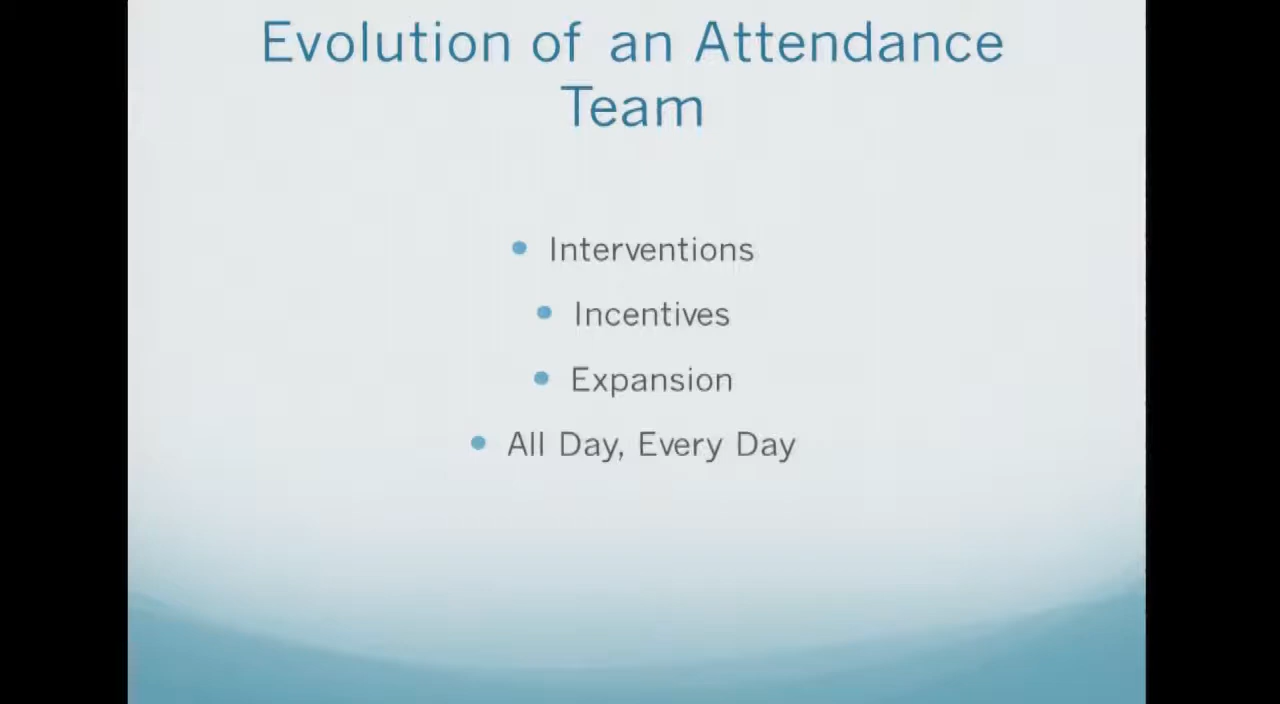 Evolution of an Attendance
Team
• Interventions
• Incentives
• Expansion
• All Day, Every Day